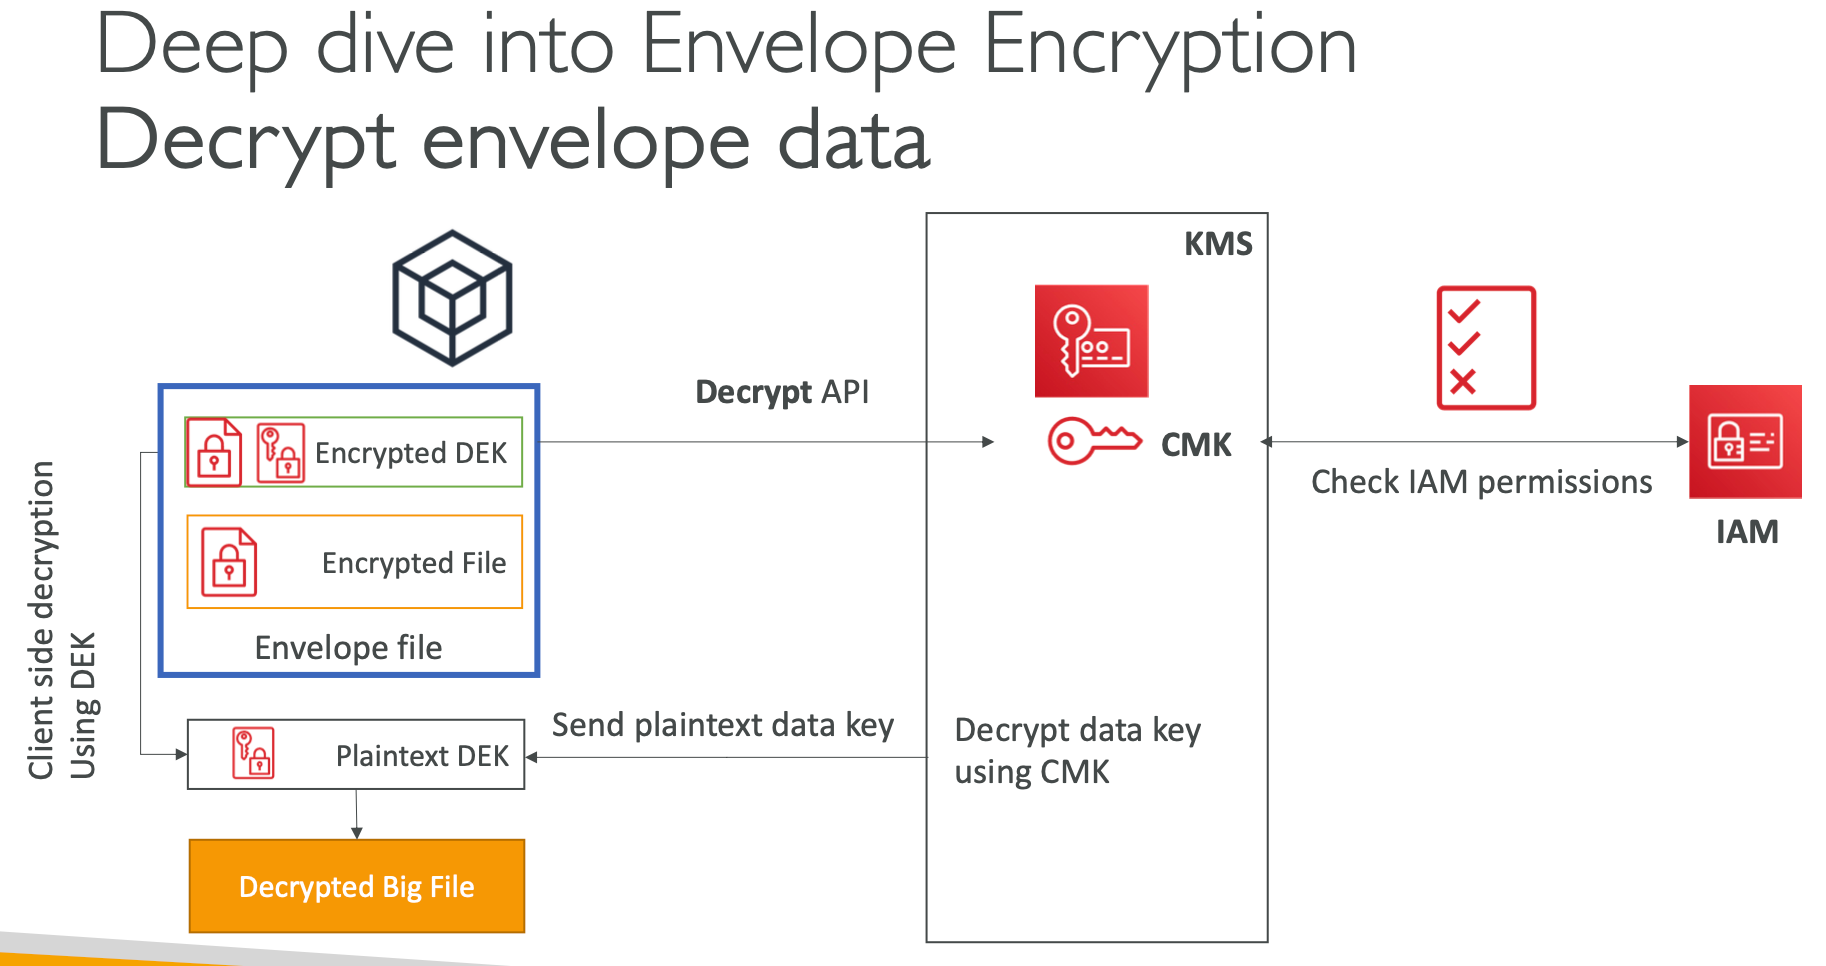 Deep dive into Envelope Encryption
Decrypt envelope data
KMS
Decrypt API
Encrypted DEK
CMK
Check IAM permissions
IAM
Encrypted File
Envelope file
Client side decryption
Using DEK
Send plaintext data key
Decrypt data key
using CMK
Plaintext DEK
Decrypted Big File